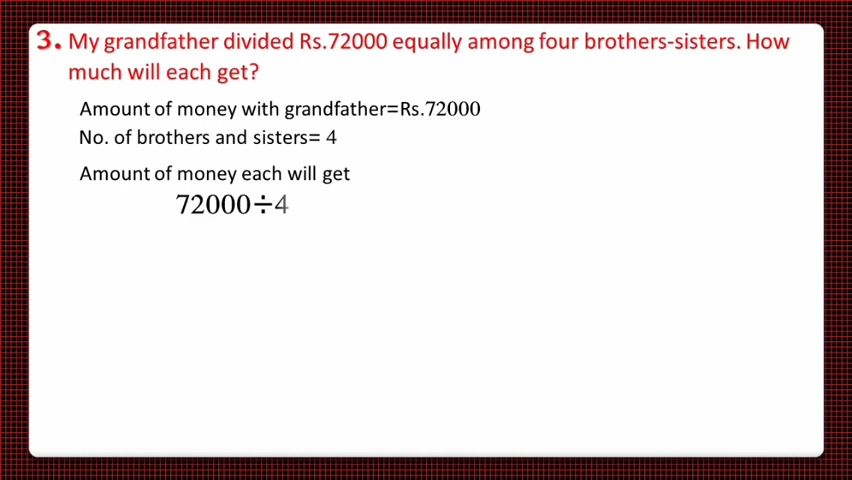 3. My grandfather divided Rs.72000 equally among four brothers-sisters. How
much will each get?
Amount of money with grandfather=Rs.72000
No. of brothers and sisters= 4
Amount of money each will get
72000÷4